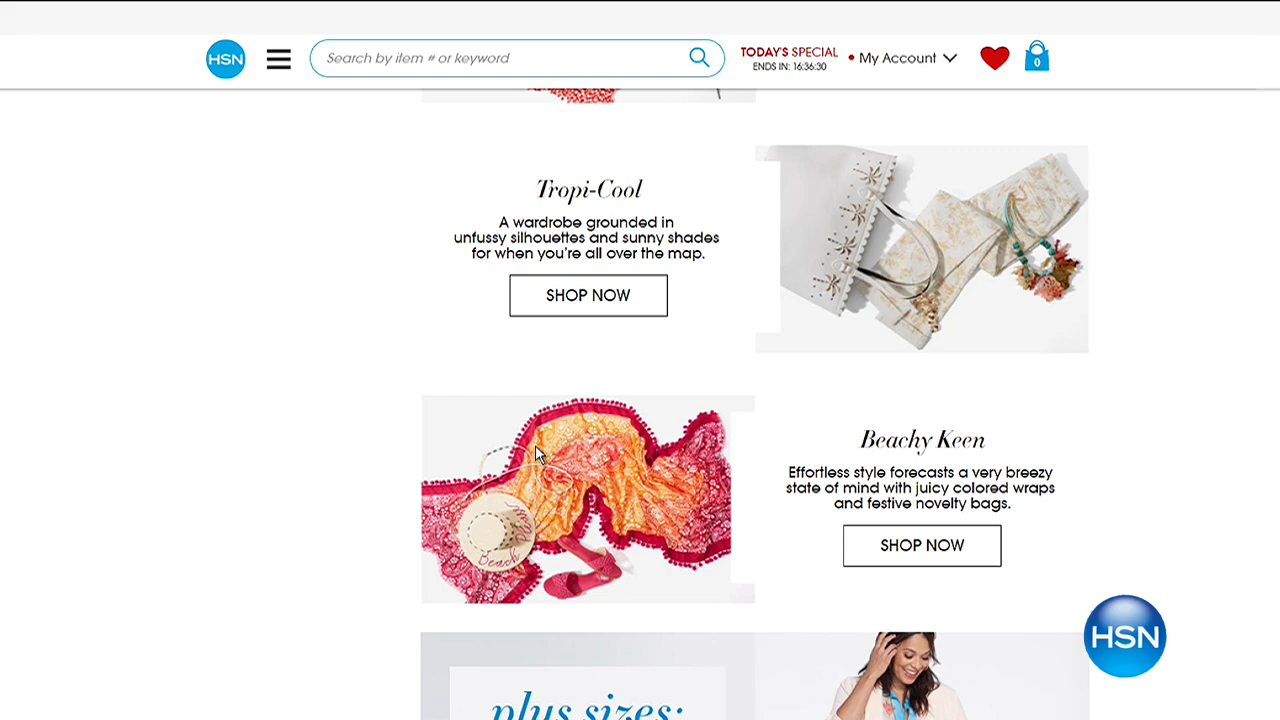 HSN
Search by item # or keyword
TODAY'S SPECIAL
ENDS IN: 16:36:30
My Account
0
Tropi-Cool
A wardrobe grounded in
unfussy silhouettes and sunny shades
for when you're all over the map.
SHOP NOW
Beachy Keen
Effortless style forecasts a very breezy
state of mind with juicy colored wraps
and festive novelty bags.
SHOP NOW
Beach
HSN
plus sizes: